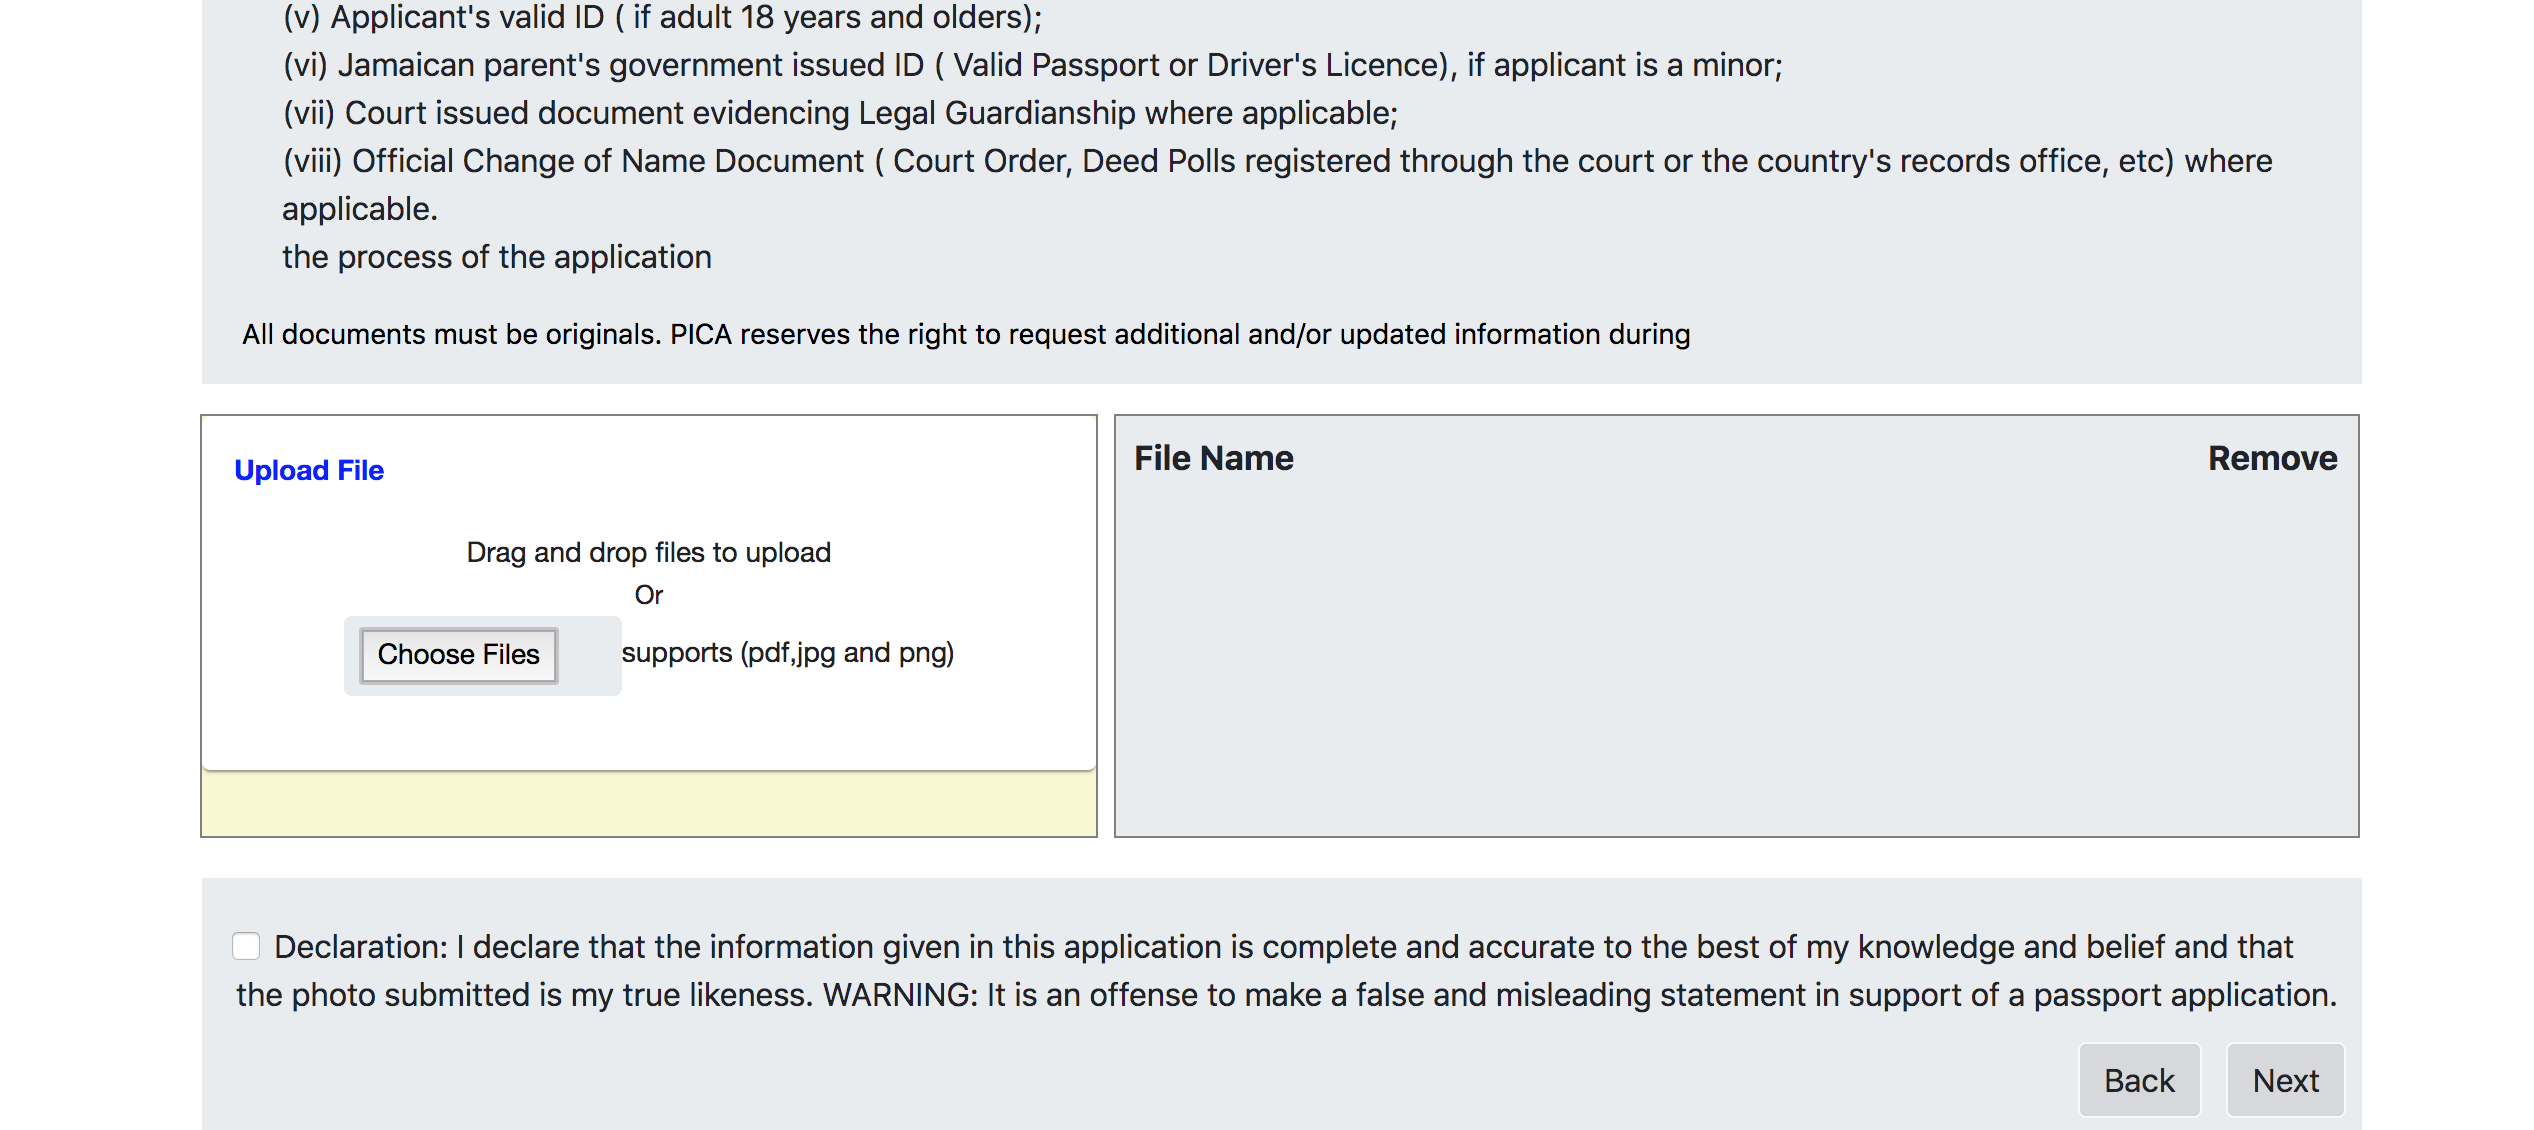 (v) Applicant's valid ID ( if adult 18 years and olders);
(vi) Jamaican parent's government issued ID ( Valid Passport or Driver's Licence), if applicant is a minor;
(vii) Court issued document evidencing Legal Guardianship where applicable;
(viii) Official Change of Name Document ( Court Order, Deed Polls registered through the court or the country's records office, etc) where
applicable.
the process of the application
All documents must be originals. PICA reserves the right to request additional and/or updated information during
Upload File
Drag and drop files to upload
Or
Choose Files supports (pdf,jpg and png)
File Name Remove
Declaration: I declare that the information given in this application is complete and accurate to the best of my knowledge and belief and that
the photo submitted is my true likeness. WARNING: It is an offense to make a false and misleading statement in support of a passport application.
Back Next